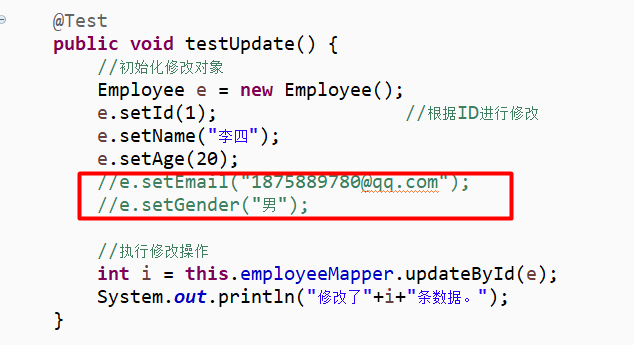 @Test
public void testUpdate() {
//初始化修改对象
Employee e = new Employee();
e.setId(1); //根据ID进行修改
e.setName("李四");
e.setAge(20);
//e.setEmail("1875889780@qq.com");
//e.setGender("男");
//执行修改操作
int i = this.employeeMapper.updateById(e);
System.out.println("修改了"+i+"条数据。");
}